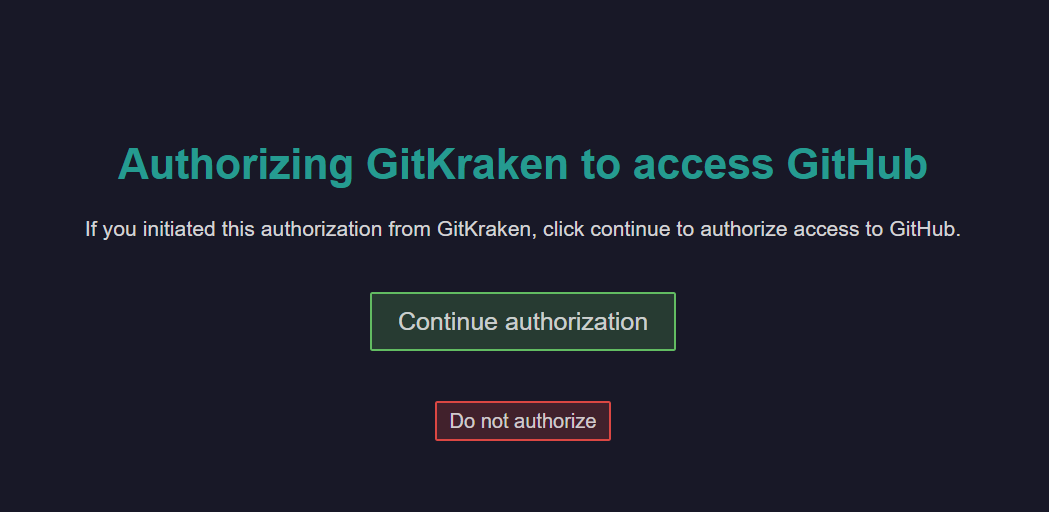 Authorizing GitKraken to access GitHub
If you initiated this authorization from GitKraken, click continue to authorize access to GitHub.
Continue authorization
Do not authorize